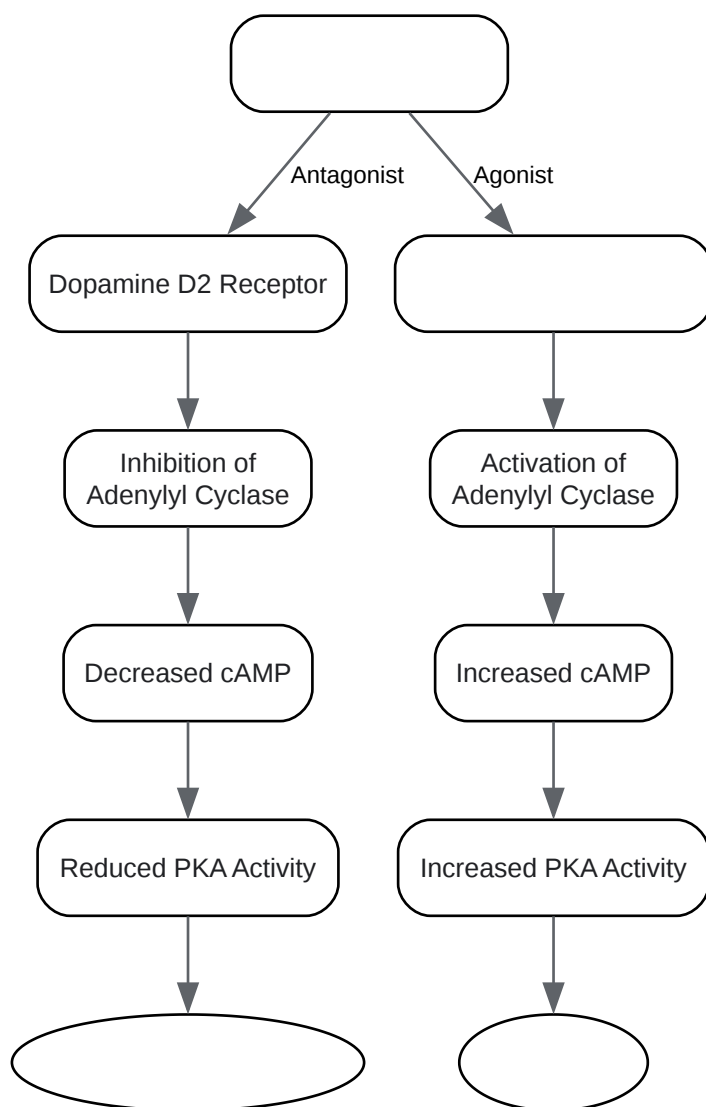 Antagonist
Agonist
Dopamine D2 Receptor
Inhibition of
Adenylyl Cyclase
Activation of
Adenylyl Cyclase
Decreased cAMP
Increased cAMP
Reduced PKA Activity
Increased PKA Activity